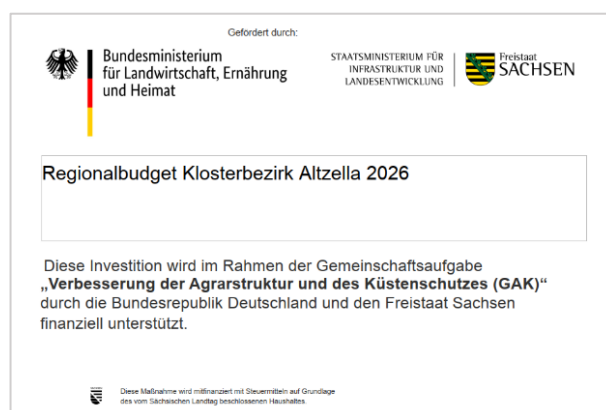 Gefördert durch:
Bundesministerium
für Landwirtschaft, Ernährung
und Heimat
STAATSMINISTERIUM FÜR
INFRASTRUKTUR UND
LANDESENTWICKLUNG
Freistaat
SACHSEN
Regionalbudget Klosterbezirk Altzella 2026
Diese Investition wird im Rahmen der Gemeinschaftsaufgabe
„Verbesserung der Agrarstruktur und des Küstenschutzes (GAK)“
durch die Bundesrepublik Deutschland und den Freistaat Sachsen
finanziell unterstützt.
Diese Maßnahme wird mitfinanziert mit Steuermitteln auf Grundlage
des vom Sächsischen Landtag beschlossenen Haushaltes.